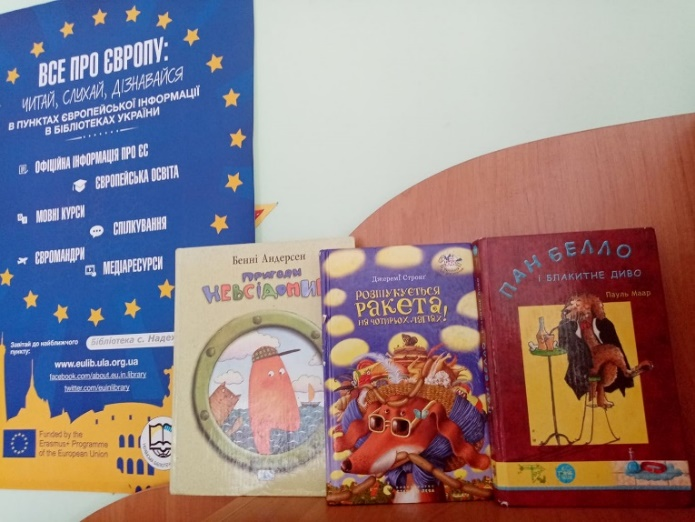 ВСЕ ПРО ЄВРОПУ:
ЧИТАЙ, СЛУХАЙ, ДІЗНАВАЙСЯ
В ПУНКТАХ ЄВРОПЕЙСЬКОЇ ІНФОРМАЦІЇ
В БІБЛІОТЕКАХ УКРАЇНИ
ОФІЦІЙНА ІНФОРМАЦІЯ ПРО ЄС
ЄВРОПЕЙСЬКА ОСВІТА
МОВНІ КУРСИ
СПІЛКУВАННЯ
ЄВРОМАНДРИ
МЕДІАРЕСУРСИ
Завітай до найближчого
пункту:
Бібліотека с.
www.eulib.ula.org.ua
facebook.com/about.eu.in.library
twitter.com/euinlibrary
Funded by the
Erasmus+ Programme
of the European Union
Бенні Андерсен
ПРИГОДИ
Джеремі Стронг
РОЗШУКУЄТЬСЯ
РАКЕТА,
НА ЧОТИРЬОХ ЛАПАХ!
ПАН БЕЛЛО
І БЛАКИТНЕ ДИВО
Пауль Маар